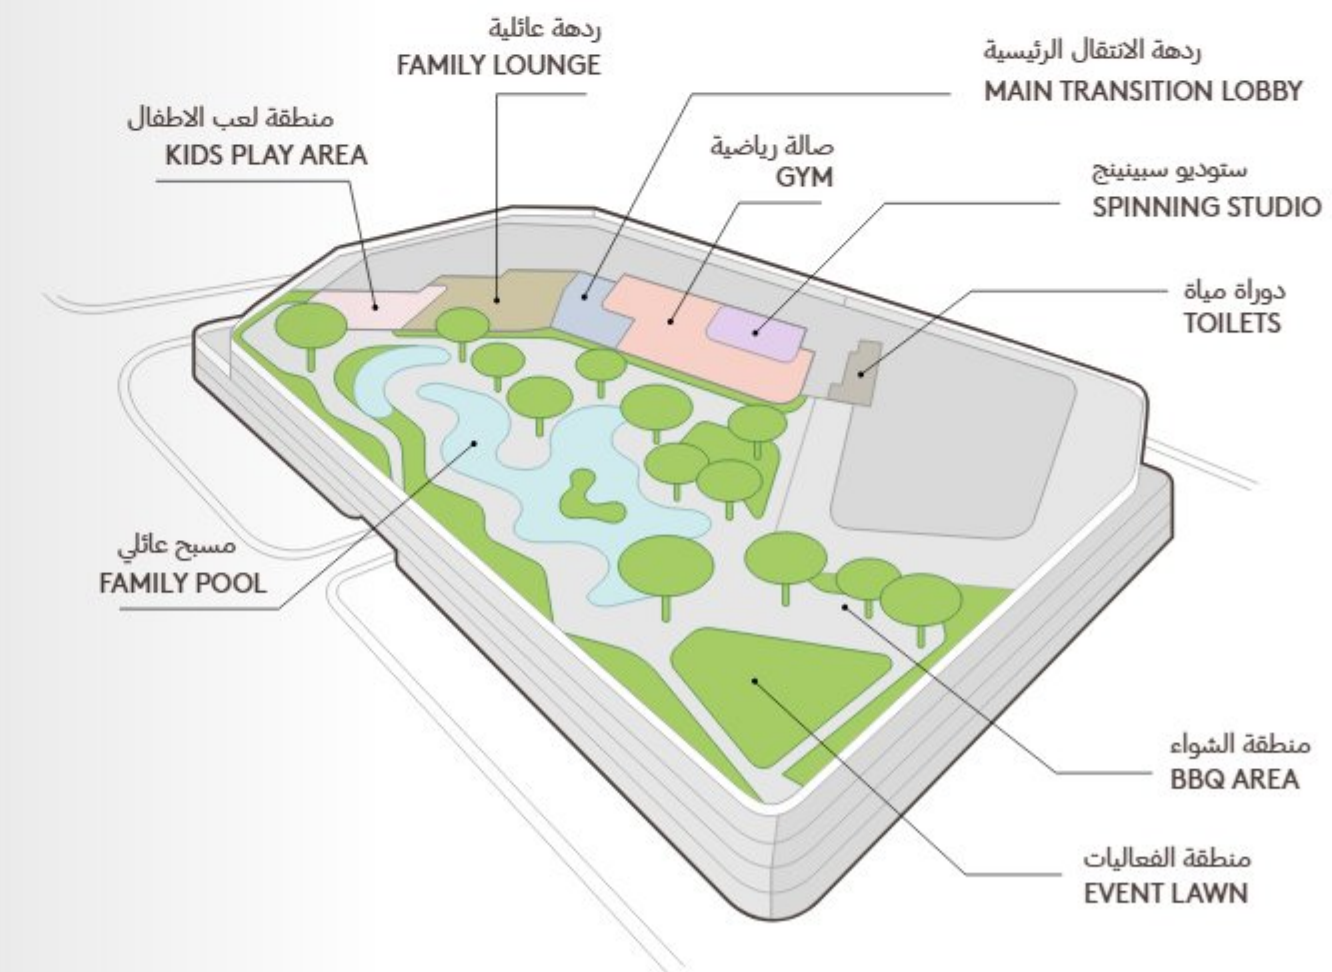 ردهة عائلية
FAMILY LOUNGE
ردهة الانتقال الرئيسية
MAIN TRANSITION LOBBY
منطقة لعب الاطفال
KIDS PLAY AREA
صالة رياضية
GYM
ستوديو سبينينج
SPINNING STUDIO
دوراة مياة
TOILETS
مسبح عائلي
FAMILY POOL
منطقة الشواء
BBQ AREA
منطقة الفعاليات
EVENT LAWN